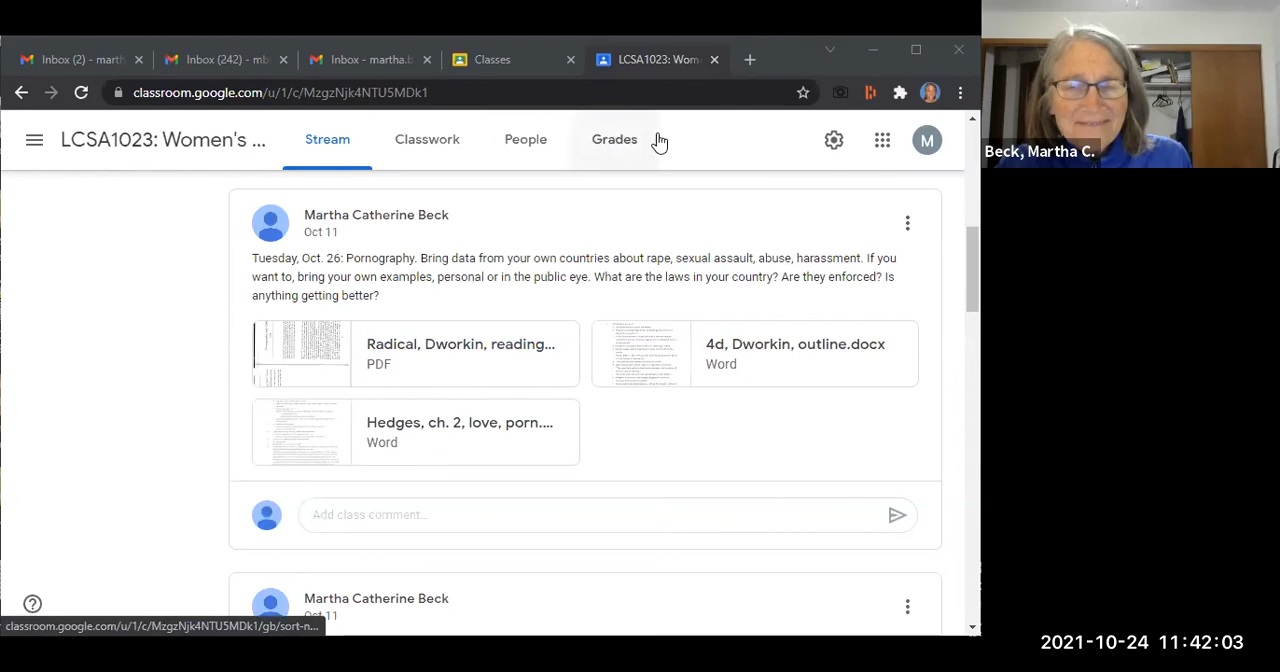 Inbox (2) - marth
Inbox (242) - mb
Inbox - martha.b
Classes
LCSA1023: Wom
classroom.google.com/u/1/c/MzgzNjk4NTU5MDk1
LCSA1023: Women's ...
Stream
Classwork
People
Grades
M
Beck, Martha C.
Martha Catherine Beck
Oct 11
Tuesday, Oct. 26: Pornography. Bring data from your own countries about rape, sexual assault, abuse, harassment. If you
want to, bring your own examples, personal or in the public eye. What are the laws in your country? Are they enforced? Is
anything getting better?
Radical, Dworkin, reading...
PDF
4d, Dworkin, outline.docx
Word
Hedges, ch. 2, love, porn....
Word
Add class comment...
Martha Catherine Beck
Oct 11
classroom.google.com/u/1/c/MzgzNjk4NTU5MDk1/gb/sort-n...
2021-10-24 11:42:03